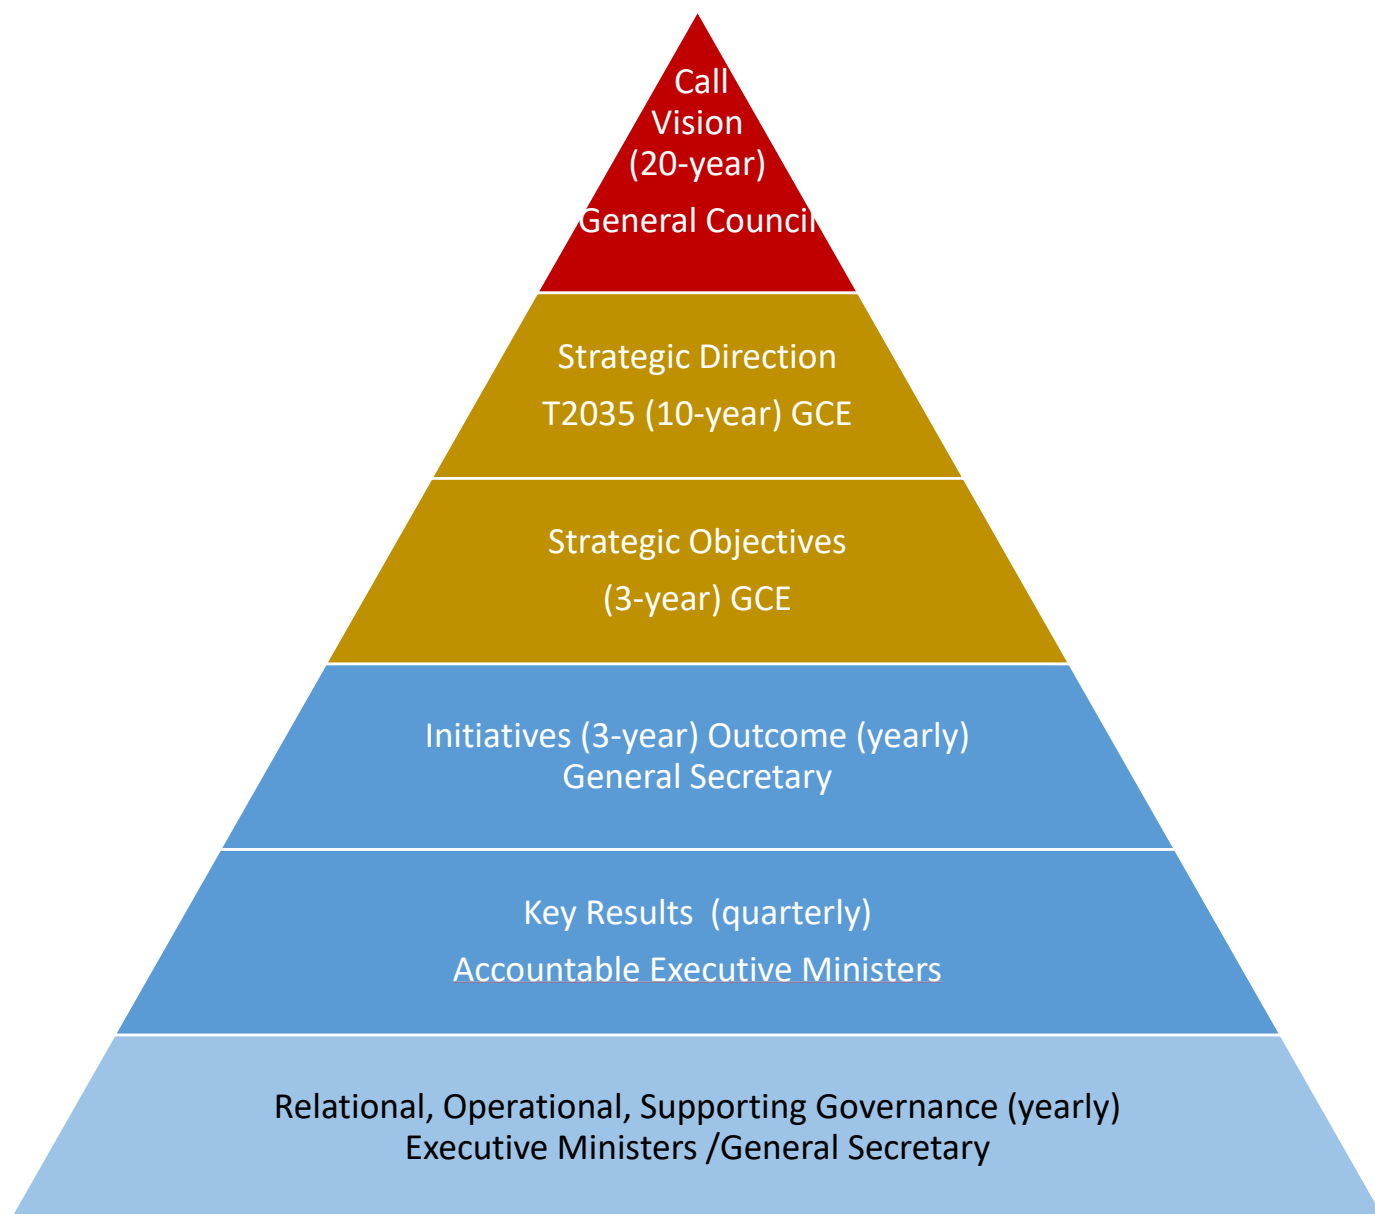 Call
Vision
(20-year)
General Council
Strategic Direction
T2035 (10-year) GCE
Strategic Objectives
(3-year) GCE
Initiatives (3-year) Outcome (yearly)
General Secretary
Key Results  (quarterly)
Accountable Executive Ministers
Relational, Operational, Supporting Governance (yearly)
Executive Ministers /General Secretary